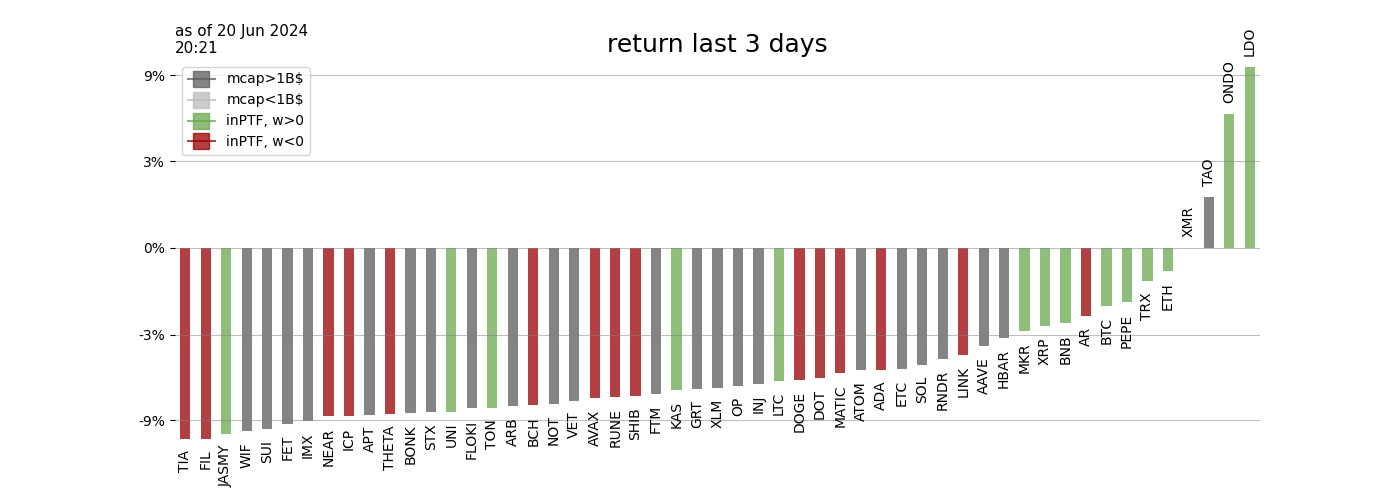 as of 20 Jun 2024
20:21
return last 3 days
mcap>1B$
mcap<1B$
inPTF, w>0
inPTF, w<0
9%
3%
0%
-3%
-9%
TIA
FIL
JASMY
WIF
SUI
FET
IMX
NEAR
ICP
APT
THETA
BONK
STX
UNI
FLOKI
TON
ARB
BCH
NOT
VET
AVAX
RUNE
SHIB
FTM
KAS
GRT
XLM
OP
INJ
LTC
DOGE
DOT
MATIC
ATOM
ADA
ETC
SOL
RNDR
LINK
AAVE
HBAR
MKR
XRP
BNB
AR
BTC
PEPE
TRX
ETH
XMR
TAO
ONDO
LDO